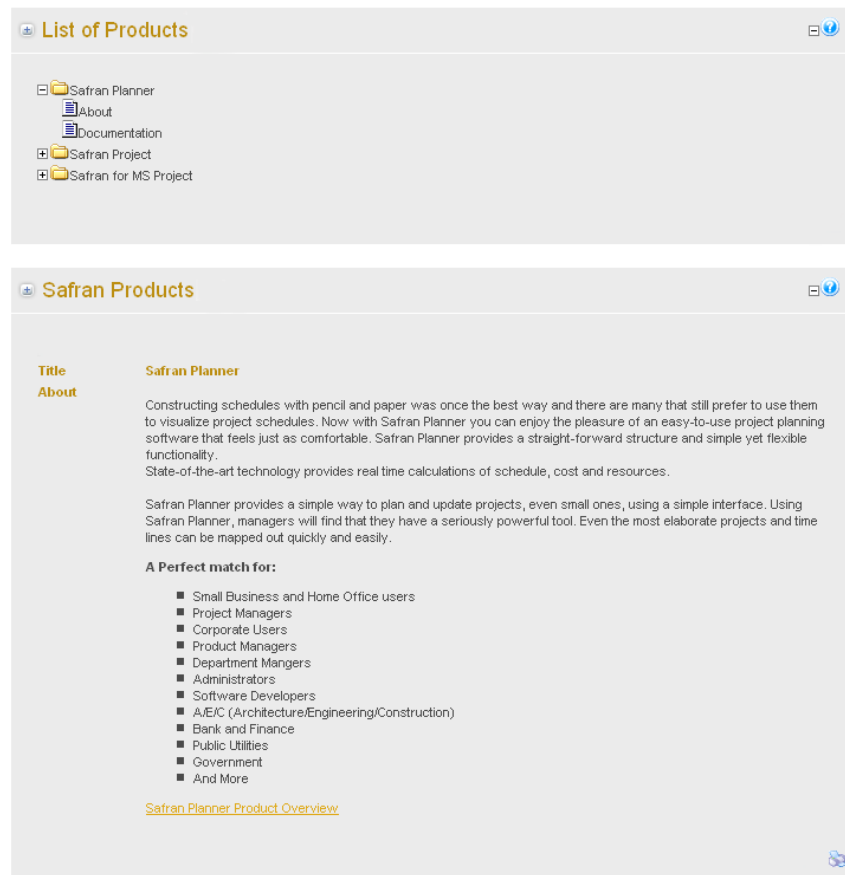 List of Products
Safran Planner
About
Documentation
Safran Project
Safran for MS Project
Safran Products
Title
Safran Planner
About
Constructing schedules with pencil and paper was once the best way and there are many that still prefer to use them
to visualize project schedules. Now with Safran Planner you can enjoy the pleasure of an easy-to-use project planning
software that feels just as comfortable. Safran Planner provides a straight-forward structure and simple yet flexible
functionality.
State-of-the-art technology provides real time calculations of schedule, cost and resources.
Safran Planner provides a simple way to plan and update projects, even small ones, using a simple interface. Using
Safran Planner, managers will find that they have a seriously powerful tool. Even the most elaborate projects and time
lines can be mapped out quickly and easily.
A Perfect match for:
Small Business and Home Office users
Project Managers
Corporate Users
Product Managers
Department Mangers
Administrators
Software Developers
A/E/C (Architecture/Engineering/Construction)
Bank and Finance
Public Utilities
Government
And More
Safran Planner Product Overview